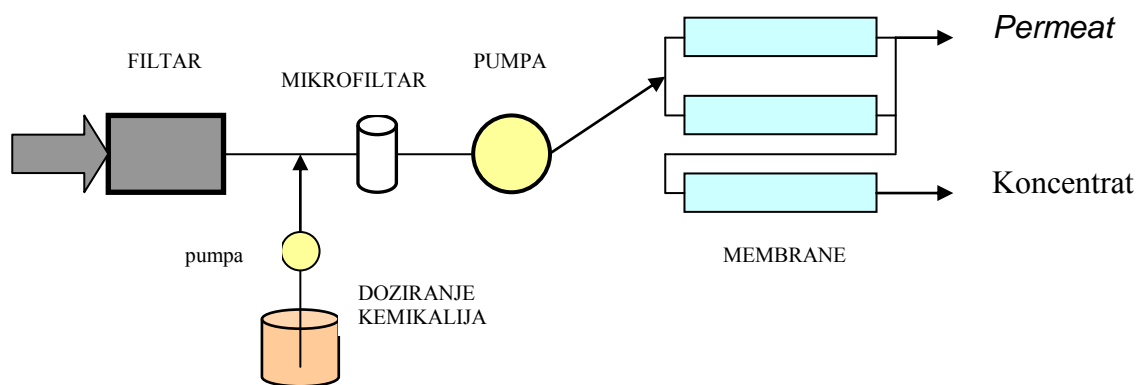 Permeat
FILTAR
MIKROFILTAR
PUMPA
Koncentrat
pumpa
MEMBRANE
DOZIRANJE
KEMIKALIJA